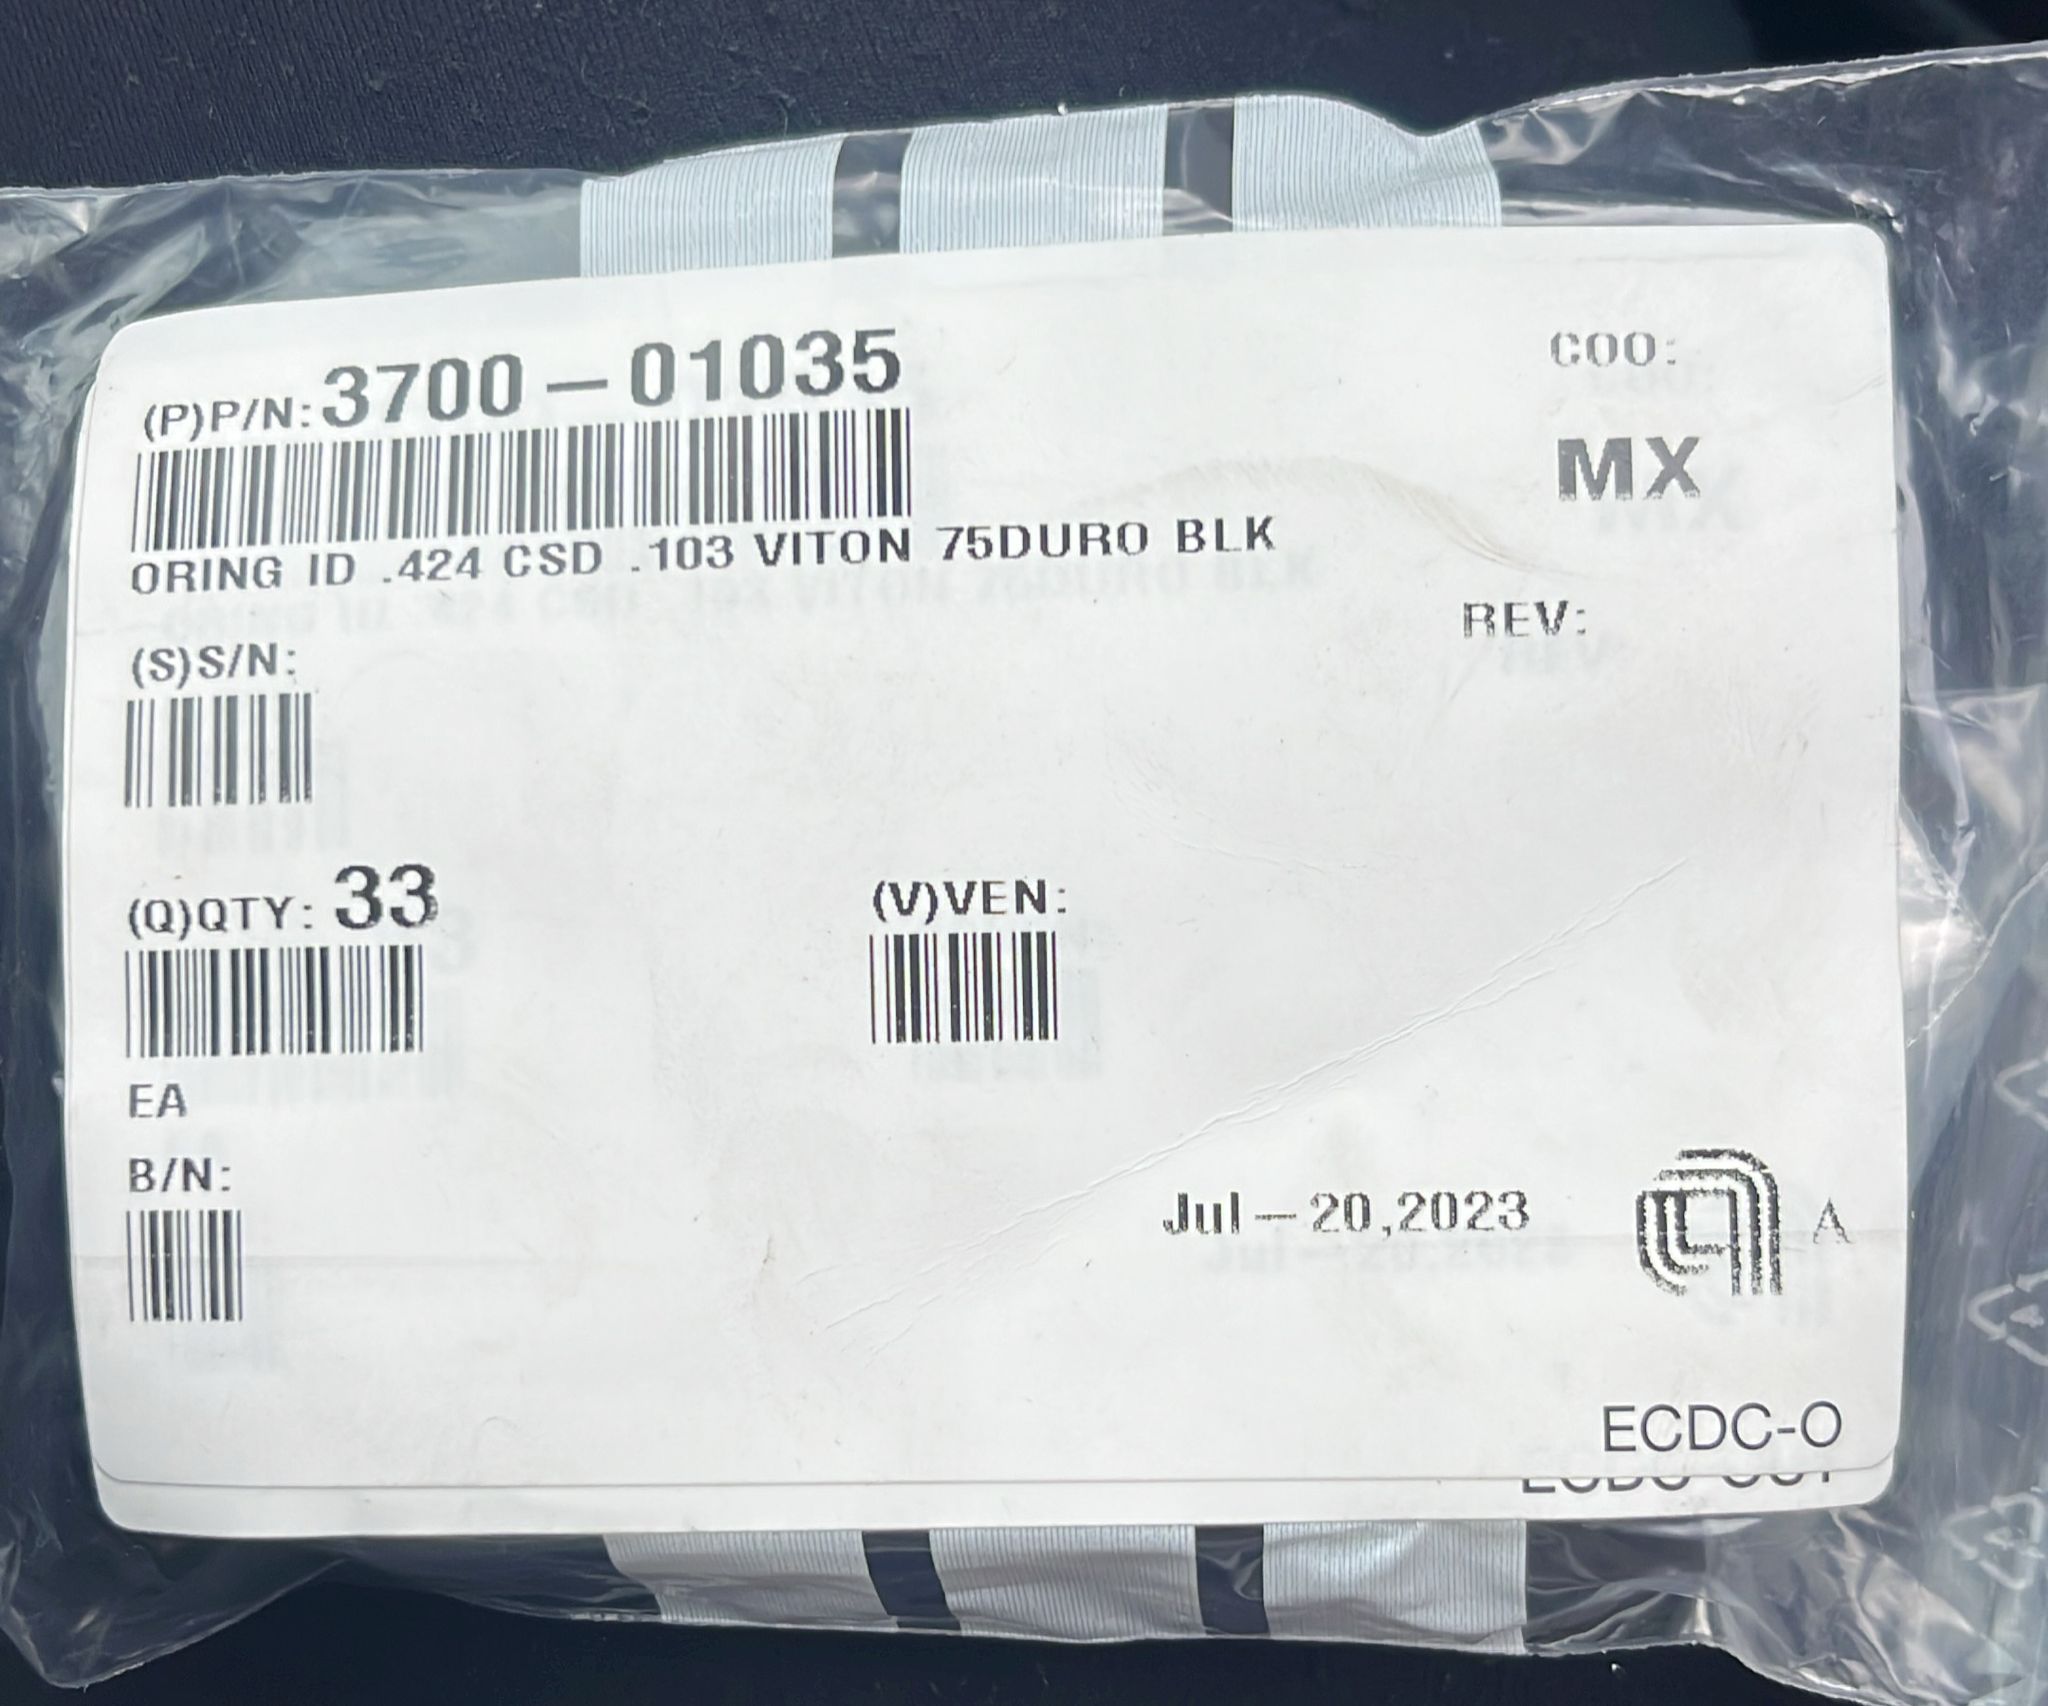 (P)P/N: 3700-01035
COO:
MX
ORING ID .424 CSD .103 VITON 75DURO BLK
REV:
(S)S/N:
(Q)QTY: 33
(V)VEN:
EA
B/N:
Jul-20,2023
A
ECDC-O